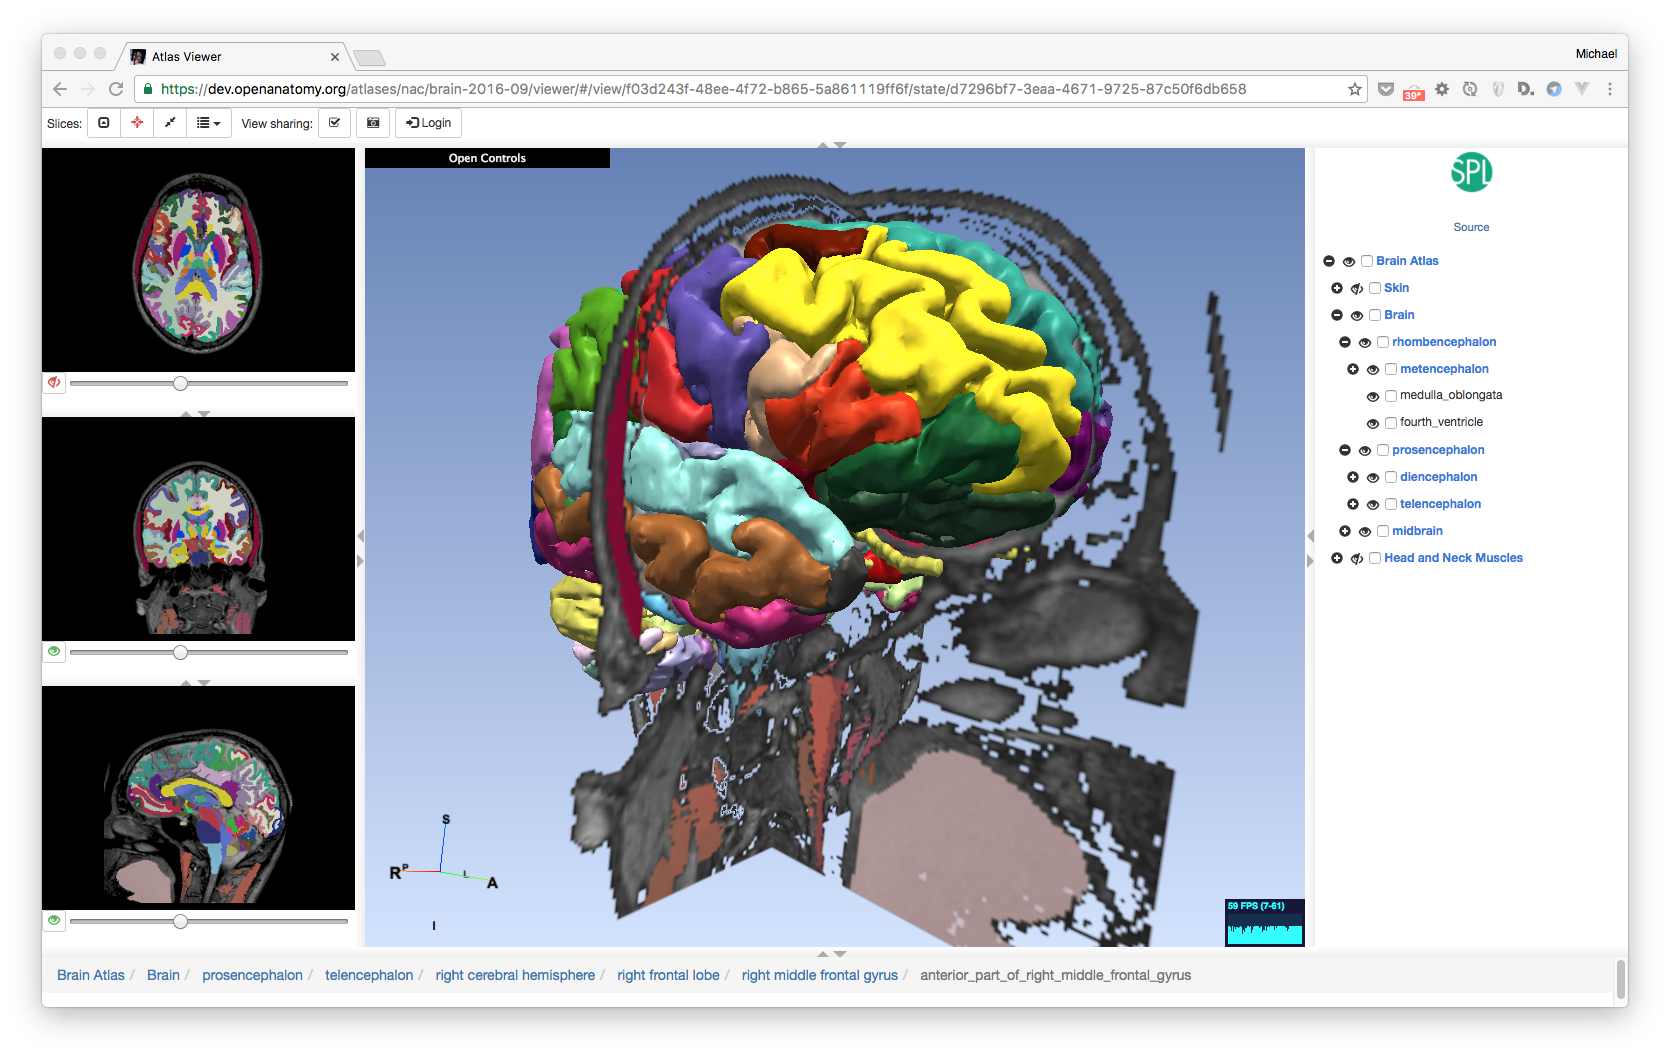 Atlas Viewer
Michael
https://dev.openanatomy.org/atlases/nac/brain-2016-09/viewer/#/view/f03d243f-48ee-4f72-b865-5a861119ff6f/state/d7296bf7-3eaa-4671-9725-87c50f6db658
39*
D.
Slices:
View sharing:
Login
Open Controls
SPL
Source
Brain Atlas
Skin
Brain
rhombencephalon
metencephalon
medulla_oblongata
fourth_ventricle
prosencephalon
diencephalon
telencephalon
midbrain
Head and Neck Muscles
S
R
P
L
A
I
59 FPS (7-61)
Brain Atlas / Brain / prosencephalon / telencephalon / right cerebral hemisphere / right frontal lobe / right middle frontal gyrus / anterior_part_of_right_middle_frontal_gyrus